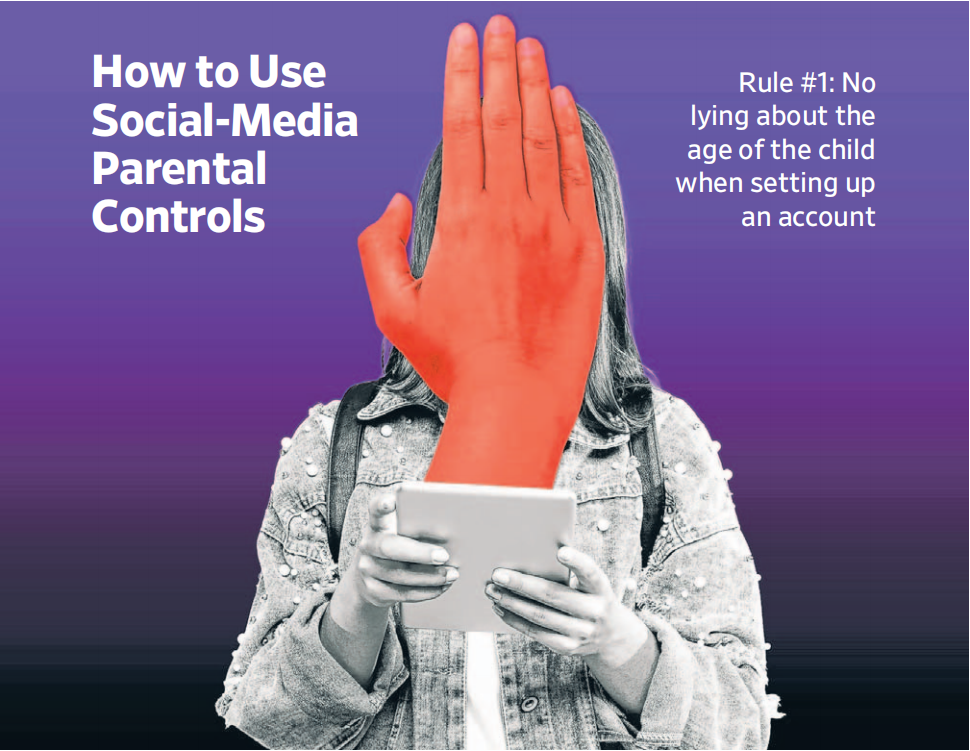 How to Use
Social-Media
Parental
Controls
Rule #1: No
lying about the
age of the child
when setting up
an account